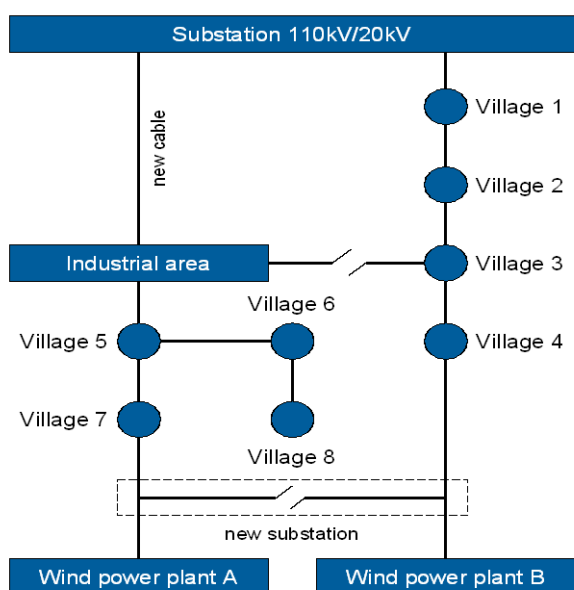 Substation 110kV/20kV
Village 1
new cable
Village 2
Industrial area
Village 3
Village 6
Village 5
Village 4
Village 7
Village 8
new substation
Wind power plant A
Wind power plant B